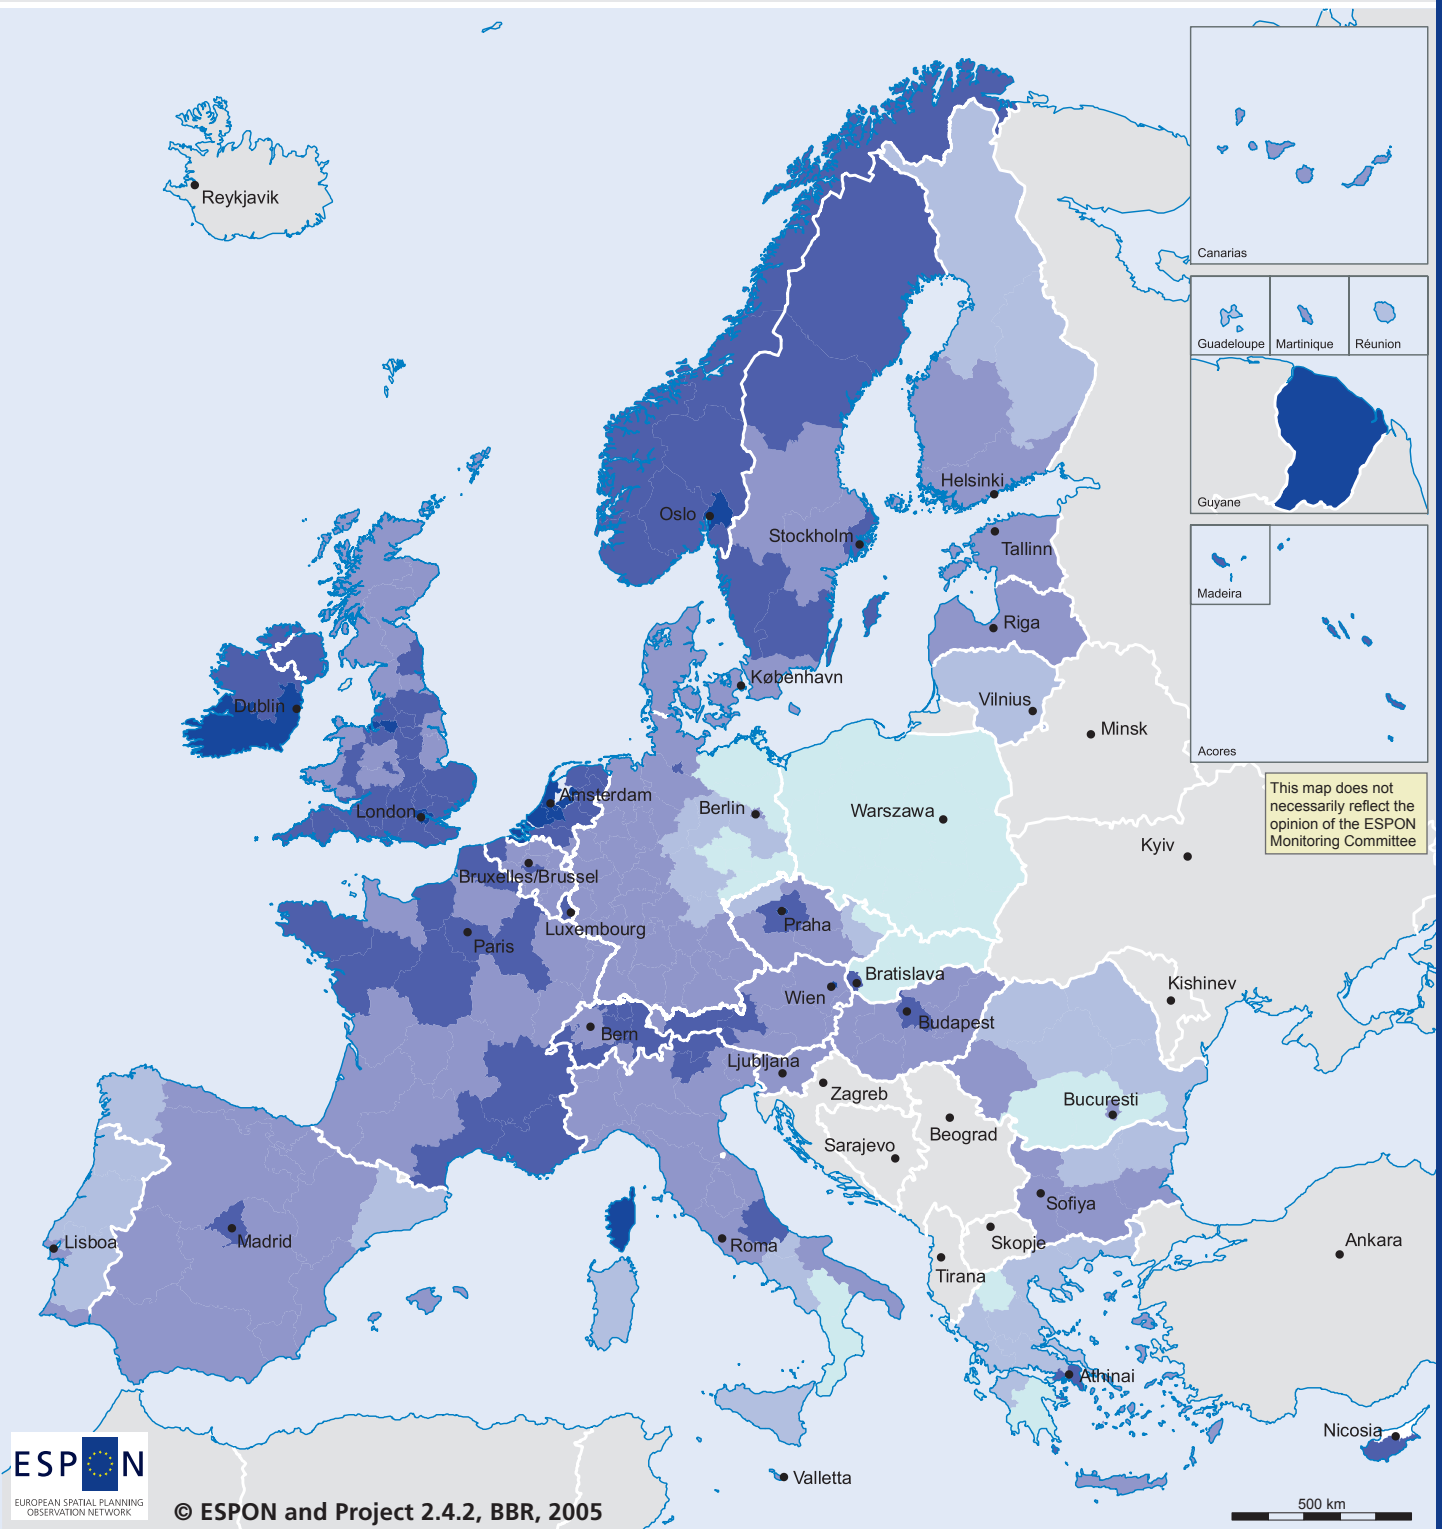 Reykjavik
Canarias
Guadeloupe
Martinique
Réunion
Guyane
Helsinki
Oslo
Stockholm
Tallinn
Madeira
Riga
København
Dublin
Vilnius
Minsk
Acores
This map does not
necessarily reflect the
opinion of the ESPON
Monitoring Committee
Amsterdam
London
Berlin
Warszawa
Kyiv
Bruxelles/Brussel
Praha
Luxembourg
Paris
Bratislava
Wien
Kishinev
Bern
Budapest
Ljubljana
Zagreb
Bucuresti
Beograd
Sarajevo
Sofiya
Lisboa
Madrid
Roma
Skopje
Ankara
Tirana
Athinai
Nicosia
Valletta
ESPON
EUROPEAN SPATIAL PLANNING
OBSERVATION NETWORK
© ESPON and Project 2.4.2, BBR, 2005
500 km